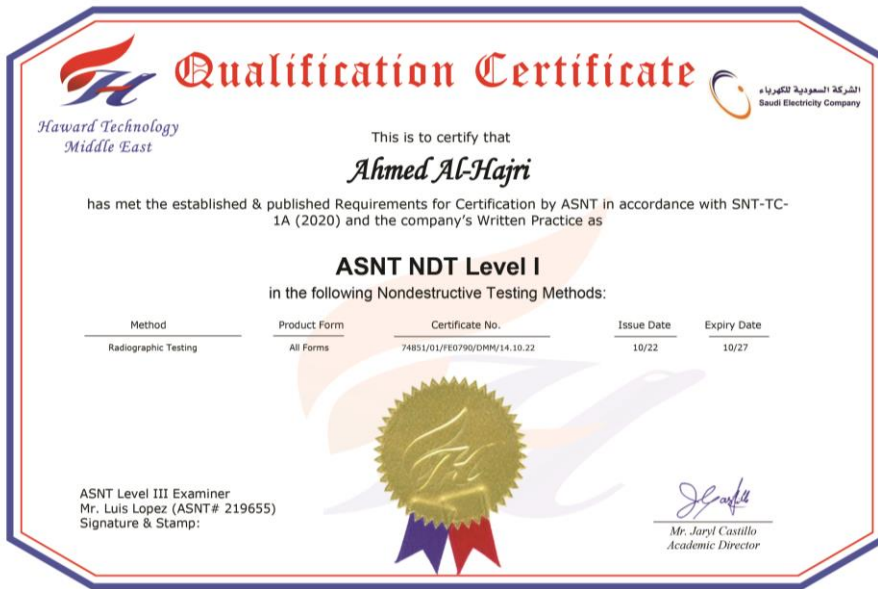 Qualification Certificate
Haward Technology
Middle East
الشركة السعودية للكهرباء
Saudi Electricity Company
This is to certify that
Ahmed Al-Hajri
has met the established & published Requirements for Certification by ASNT in accordance with SNT-TC-
1A (2020) and the company's Written Practice as
ASNT NDT Level I
in the following Nondestructive Testing Methods:
Method Product Form Certificate No. Issue Date Expiry Date
Radiographic Testing All Forms 74851/01/FE0790/DMM/14.10.22 10/22 10/27
ASNT Level III Examiner
Mr. Luis Lopez (ASNT# 219655)
Signature & Stamp:
Mr. Jaryl Castillo
Academic Director